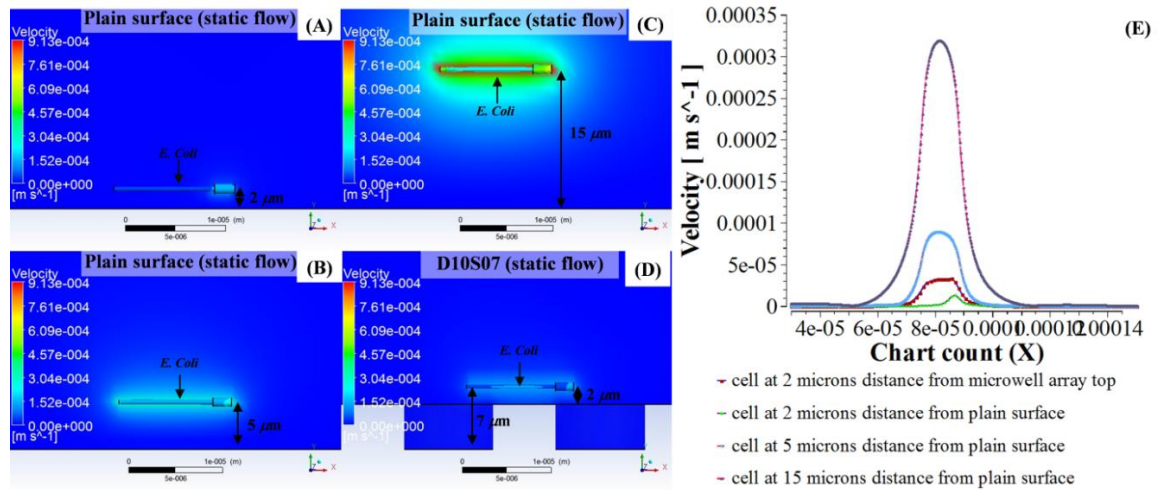 Plain surface (static flow) (A)
Velocity
9.13e-004
7.61e-004
6.09e-004
4.57e-004
3.04e-004
1.52e-004
0.00e+000
[m s^-1]
E. Coli
2 μm
0 1e-005 (m)
5e-006
Y
X
Z
Plain surface (static flow) (B)
Velocity
9.13e-004
7.61e-004
6.09e-004
4.57e-004
3.04e-004
1.52e-004
0.00e+000
[m s^-1]
E. Coli
5 μm
0 1e-005 (m)
5e-006
Y
X
Z
Plain surface (static flow) (C)
Velocity
9.13e-004
7.61e-004
6.09e-004
4.57e-004
3.04e-004
1.52e-004
0.00e+000
[m s^-1]
E. Coli
15 μm
0 1e-005 (m)
5e-006
Y
X
Z
D10S07 (static flow) (D)
Velocity
9.13e-004
7.61e-004
6.09e-004
4.57e-004
3.04e-004
1.52e-004
0.00e+000
[m s^-1]
E. Coli
2 μm
7 μm
0 1e-005 (m)
5e-006
Y
X
Z
(E)
Velocity [ m s^-1 ]
0.00035
0.0003
0.00025
0.0002
0.00015
0.0001
5e-05
0
4e-05 6e-05 8e-05 0.0001 0.00012 0.00014
Chart count (X)
cell at 2 microns distance from microwell array top
cell at 2 microns distance from plain surface
cell at 5 microns distance from plain surface
cell at 15 microns distance from plain surface